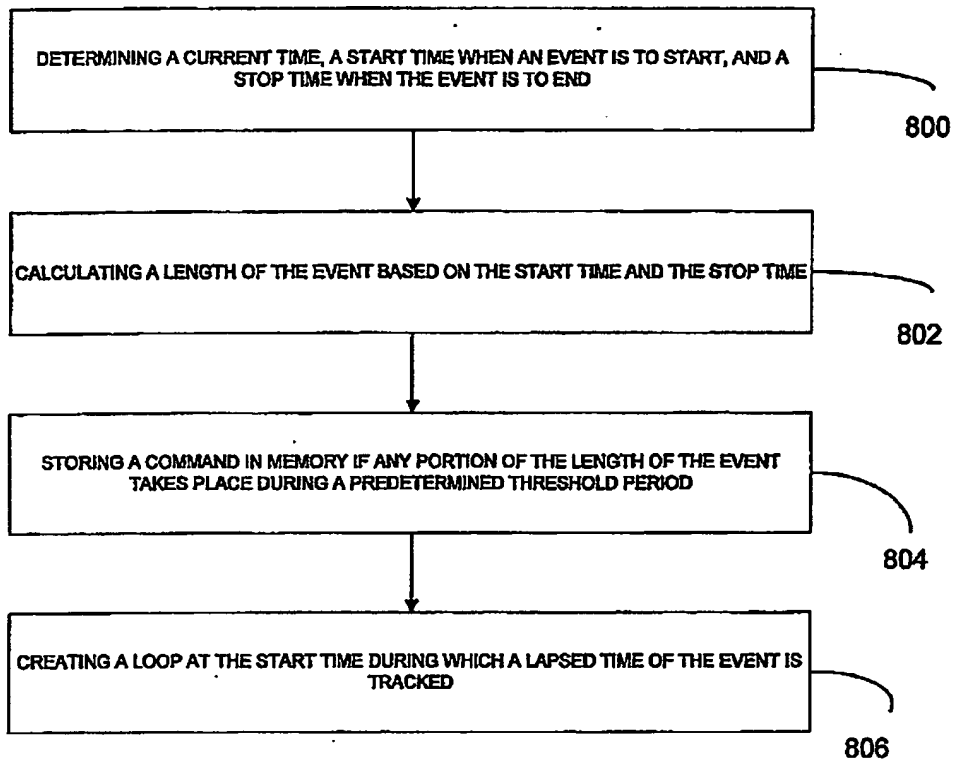 DETERMINING A CURRENT TIME, A START TIME WHEN AN EVENT IS TO START, AND A
STOP TIME WHEN THE EVENT IS TO END
800
CALCULATING A LENGTH OF THE EVENT BASED ON THE START TIME AND THE STOP TIME
802
STORING A COMMAND IN MEMORY IF ANY PORTION OF THE LENGTH OF THE EVENT
TAKES PLACE DURING A PREDETERMINED THRESHOLD PERIOD
804
CREATING A LOOP AT THE START TIME DURING WHICH A LAPSED TIME OF THE EVENT IS
TRACKED
806